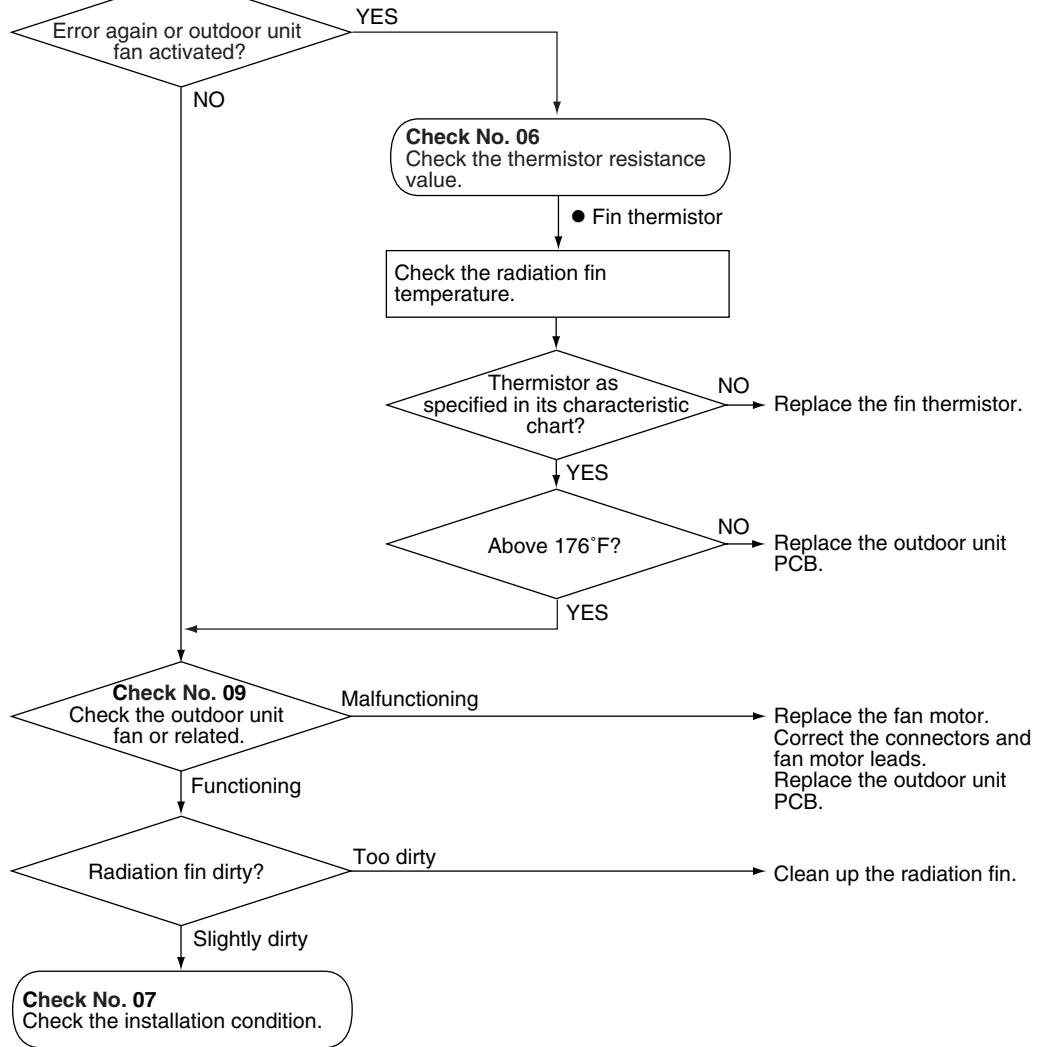 Error again or outdoor unit
fan activated?
YES
NO
Check No. 06
Check the thermistor resistance
value.
● Fin thermistor
Check the radiation fin
temperature.
Thermistor as
specified in its characteristic
chart?
NO
Replace the fin thermistor.
YES
Above 176˚F?
NO
Replace the outdoor unit
PCB.
YES
Check No. 09
Check the outdoor unit
fan or related.
Malfunctioning
Replace the fan motor.
Correct the connectors and
fan motor leads.
Replace the outdoor unit
PCB.
Functioning
Radiation fin dirty?
Too dirty
Clean up the radiation fin.
Slightly dirty
Check No. 07
Check the installation condition.